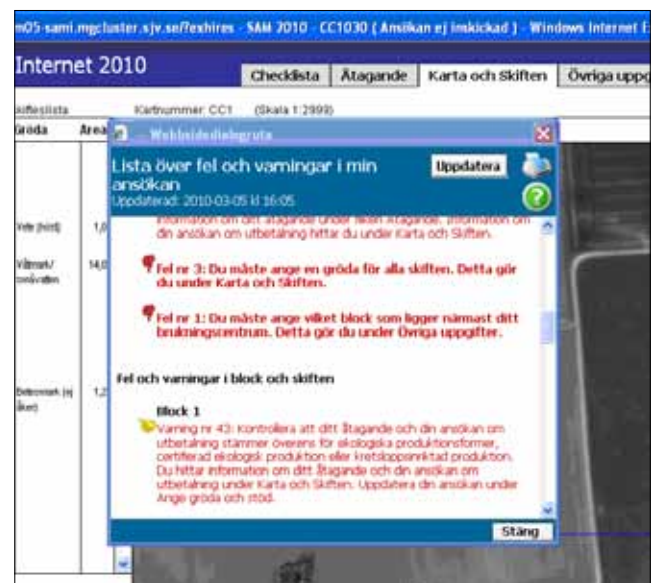 m05-sami.mgcluster.sjv.se/?exhires - SAM 2010 - CC1030 ( Ansökan ej inskickad ) - Windows Internet E
Internet 2010
Checklista Åtagande Karta och Skiften Övriga uppg
skifteslista Kartnummer: CC1 (Skala 1:2999)
Gröda Area
-- Webbsidedialogruta
Lista över fel och varningar i min
ansökan
Uppdatera
Uppdaterad: 2010-03-05 kl 16:05
information om ditt åtagande under fliken Åtagande. Information om
din ansökan om utbetalning hittar du under Karta och Skiften.
Vete (höst) 1,0
Våtmark/ 14,0
Fel nr 3: Du måste ange en gröda för alla skiften. Detta gör
du under Karta och Skiften.
Fel nr 1: Du måste ange vilket block som ligger närmast ditt
brukningscentrum. Detta gör du under Övriga uppgifter.
Fel och varningar i block och skiften
Betesmark (ej 1,2
åker)
Block 1
Varning nr 43: Kontrollera att ditt åtagande och din ansökan om
utbetalning stämmer överens för ekologiska produktionsformer,
certifierad ekologisk produktion eller kretsloppsinriktad produktion.
Du hittar information om ditt åtagande och din ansökan om
utbetalning under Karta och Skiften. Uppdatera din ansökan under
Ange gröda och stöd.
Stäng